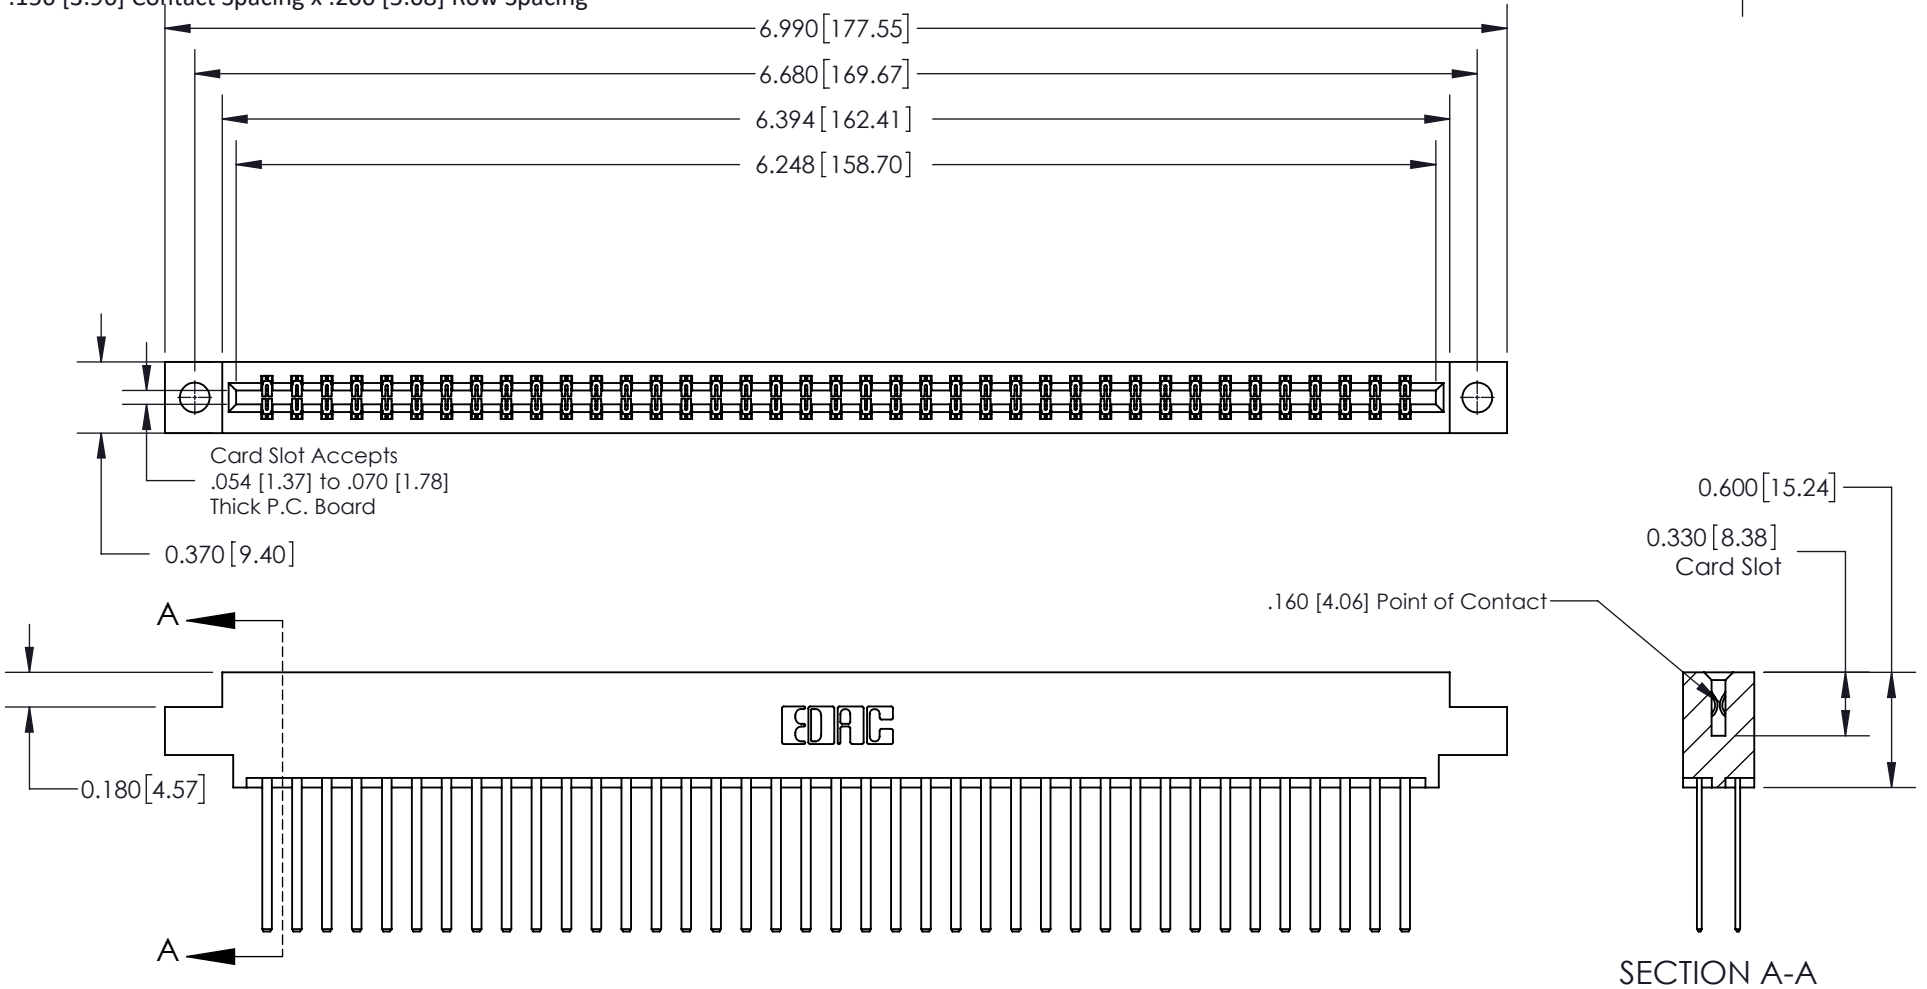 .156 [3.96] Contact Spacing x .200 [5.08] Row Spacing
6.990[177.55]
6.680[169.67]
6.394[162.41]
6.248[158.70]
Card Slot Accepts
.054 [1.37] to .070 [1.78]
Thick P.C. Board
0.370[9.40]
0.600[15.24]
0.330[8.38]
Card Slot
.160 [4.06] Point of Contact
A
0.180[4.57]
EDAC
A
SECTION A-A